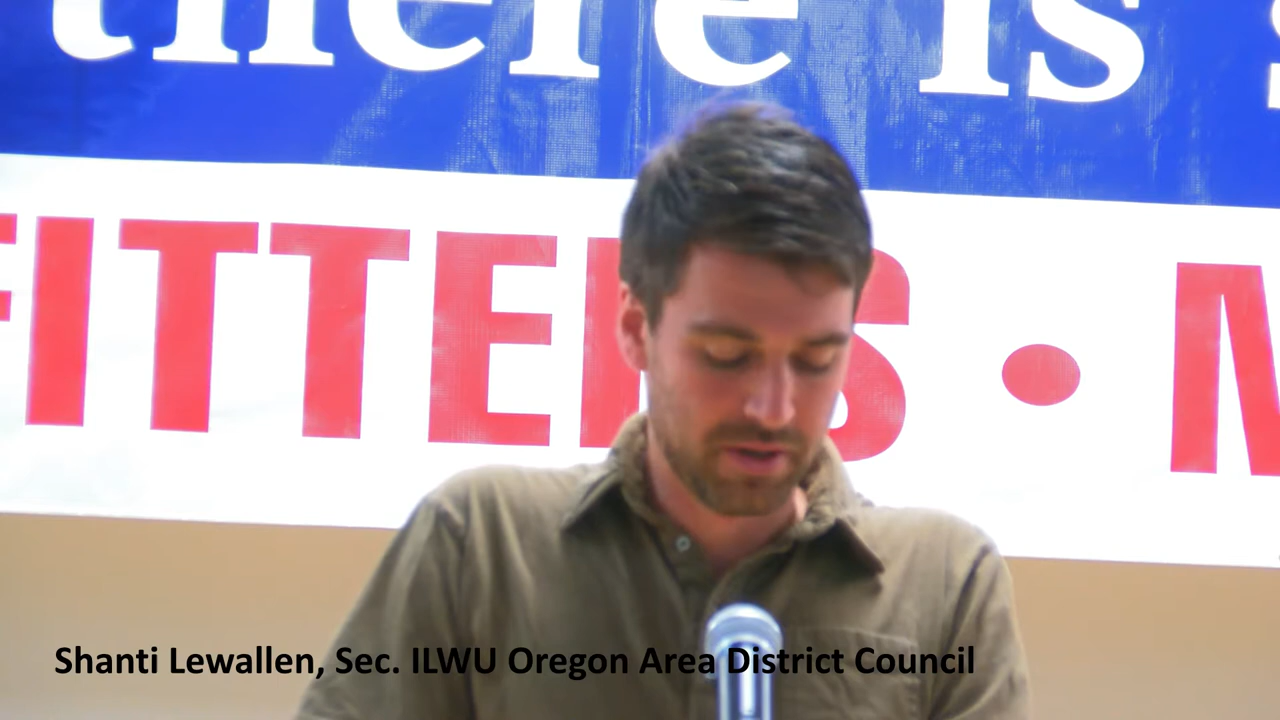 there is
FITTERS • M
Shanti Lewallen, Sec. ILWU Oregon Area District Council